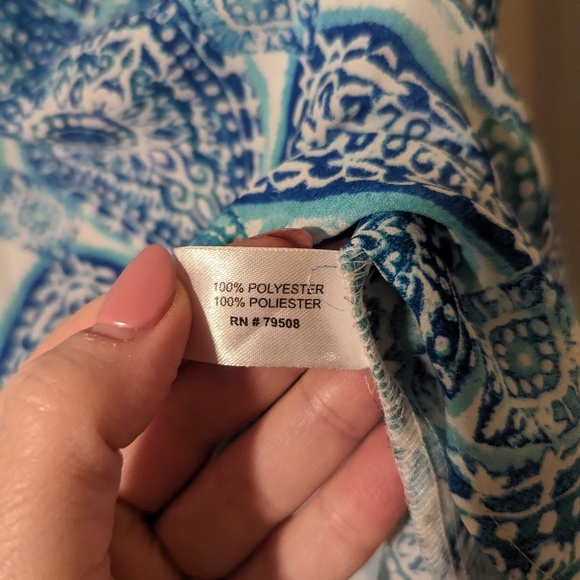 100% POLYESTER
100% POLIESTER
RN # 79508